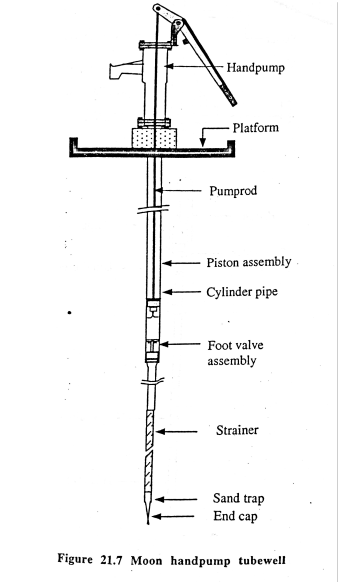 Handpump
Platform
Pumprod
Piston assembly
Cylinder pipe
Foot valve
assembly
Strainer
Sand trap
End cap
Figure 21.7 Moon handpump tubewell